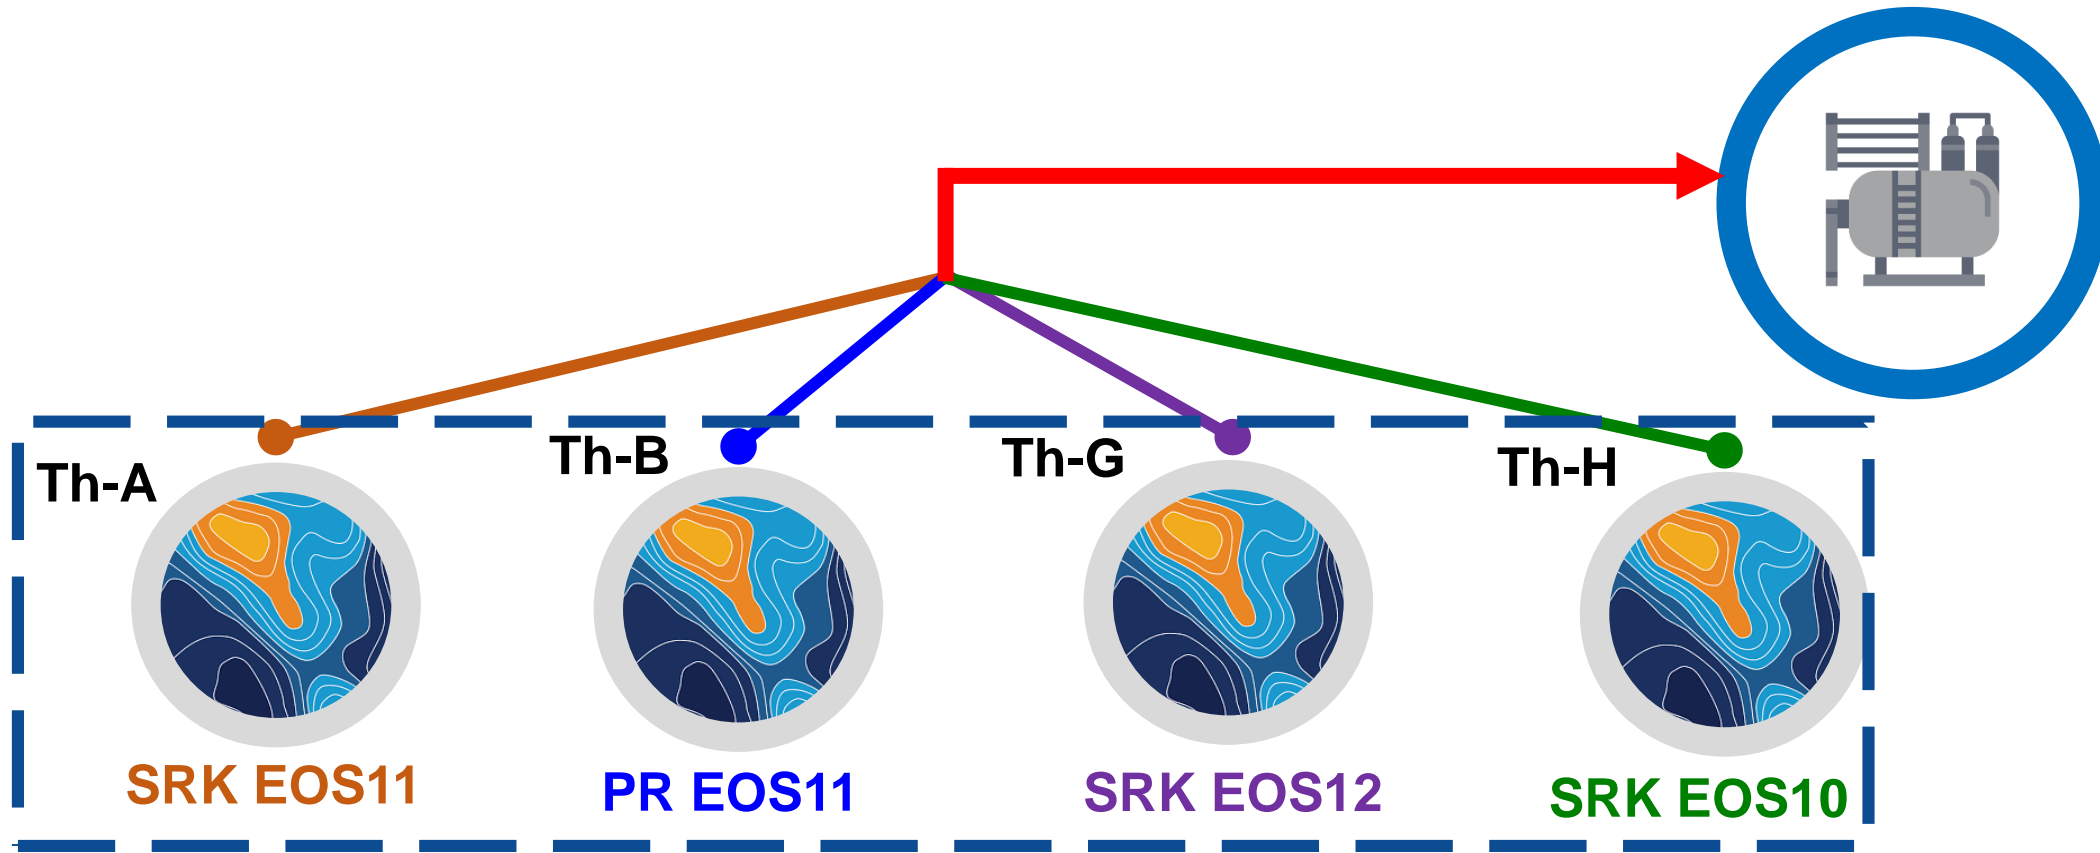 Th-A
Th-B
Th-G
Th-H
SRK EOS11
PR EOS11
SRK EOS12
SRK EOS10